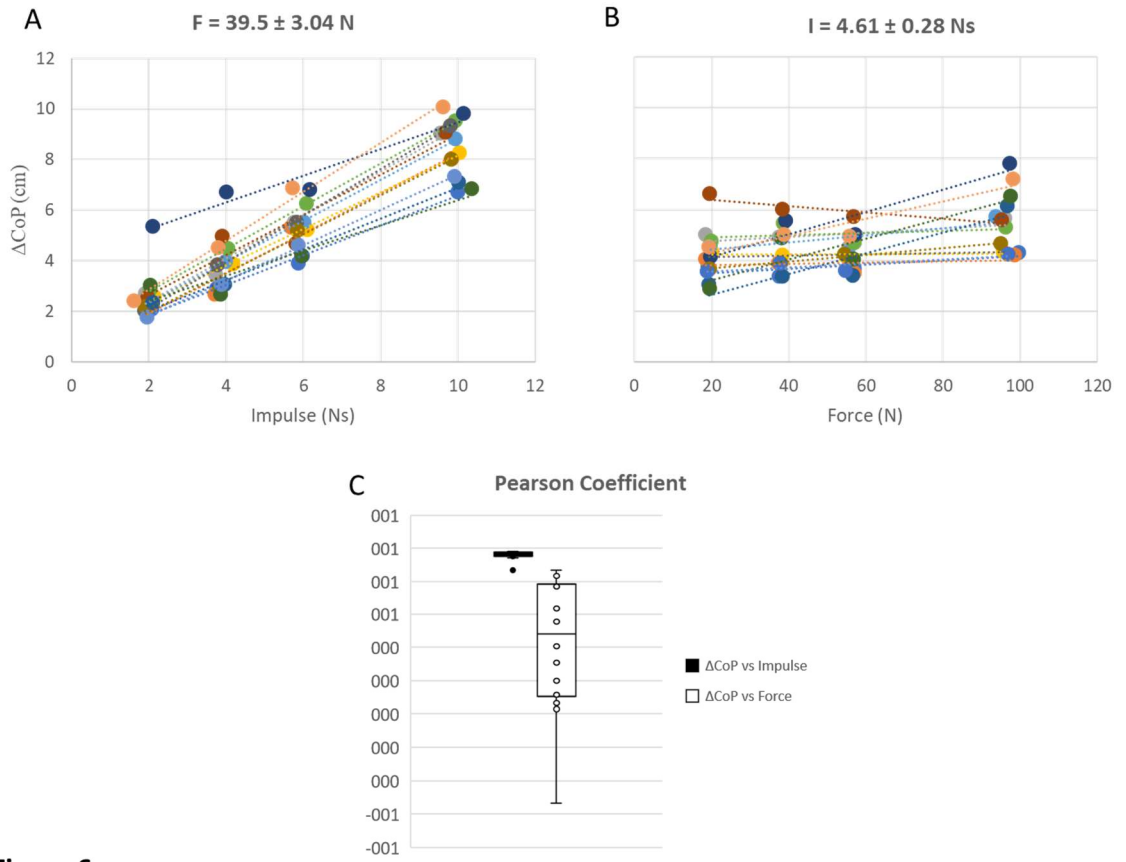 A
F = 39.5 ± 3.04 N
12
10
8
6
4
2
0
ΔCoP (cm)
0 2 4 6 8 10 12
Impulse (Ns)
B
I = 4.61 ± 0.28 Ns
0 20 40 60 80 100 120
Force (N)
C
Pearson Coefficient
001
001
001
001
000
000
000
000
000
-001
-001
ΔCoP vs Impulse
ΔCoP vs Force